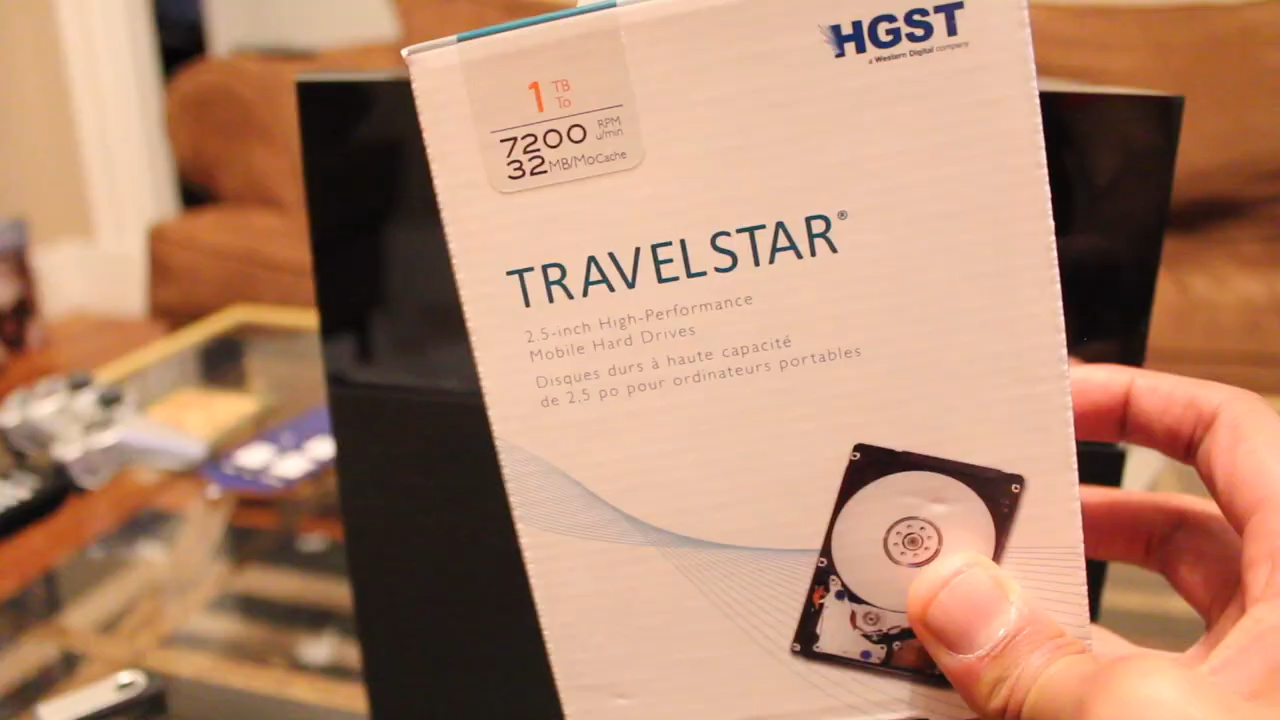 HGST
a Western Digital company
1 TB
To
7200 RPM
u/min
32 MB/MoCache
TRAVELSTAR®
2.5-inch High-Performance
Mobile Hard Drives
Disques durs à haute capacité
de 2,5 po pour ordinateurs portables